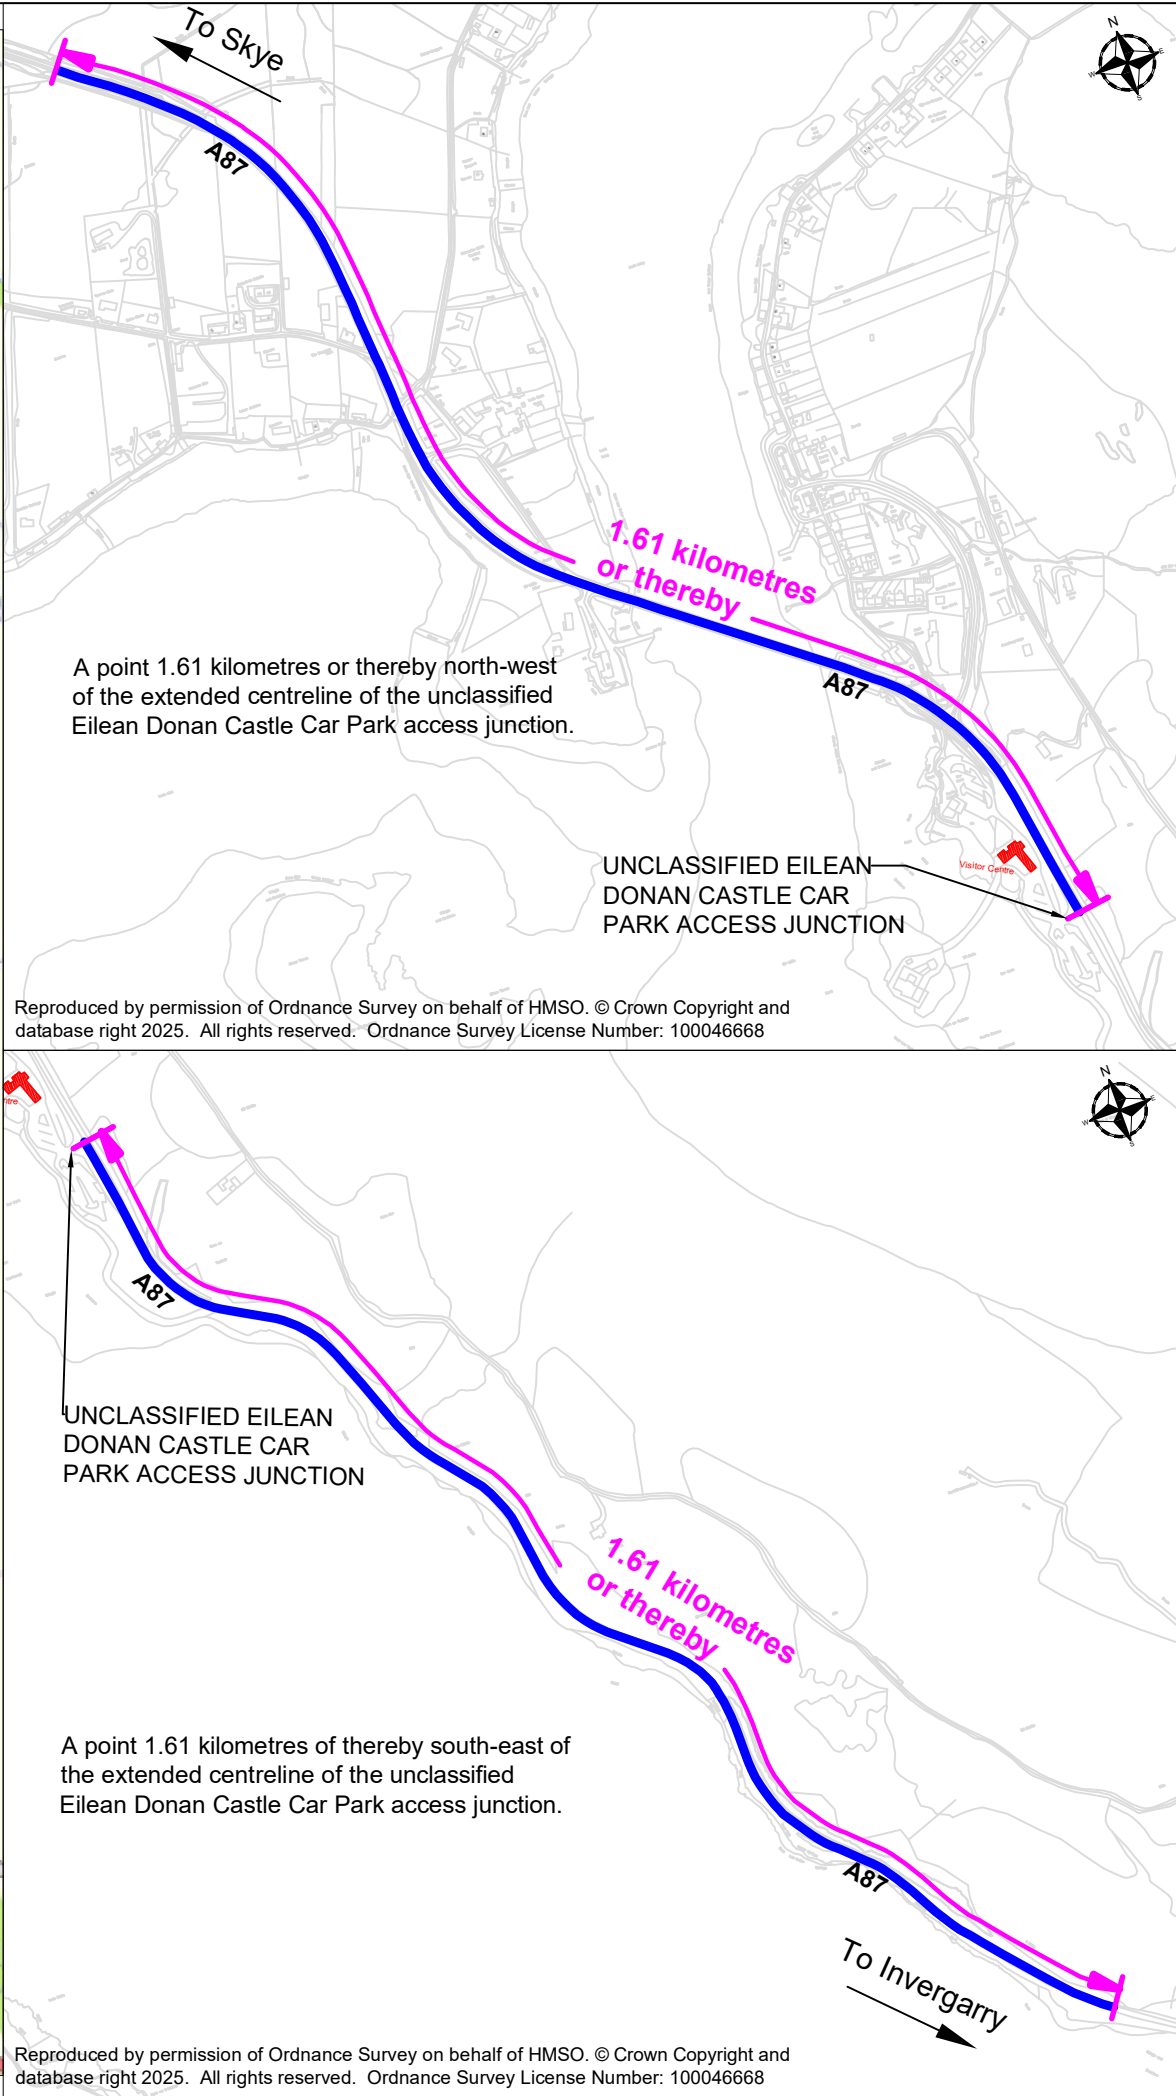 To Skye
N
E
W
S
A87
1.61 kilometres
or thereby
A point 1.61 kilometres or thereby north-west
of the extended centreline of the unclassified
Eilean Donan Castle Car Park access junction.
A87
UNCLASSIFIED EILEAN
DONAN CASTLE CAR
PARK ACCESS JUNCTION
Visitor Centre
Reproduced by permission of Ordnance Survey on behalf of HMSO. © Crown Copyright and
database right 2025. All rights reserved. Ordnance Survey License Number: 100046668
ntre
N
E
W
S
A87
UNCLASSIFIED EILEAN
DONAN CASTLE CAR
PARK ACCESS JUNCTION
1.61 kilometres
or thereby
A point 1.61 kilometres of thereby south-east of
the extended centreline of the unclassified
Eilean Donan Castle Car Park access junction.
A87
To Invergarry
Reproduced by permission of Ordnance Survey on behalf of HMSO. © Crown Copyright and
database right 2025. All rights reserved. Ordnance Survey License Number: 100046668